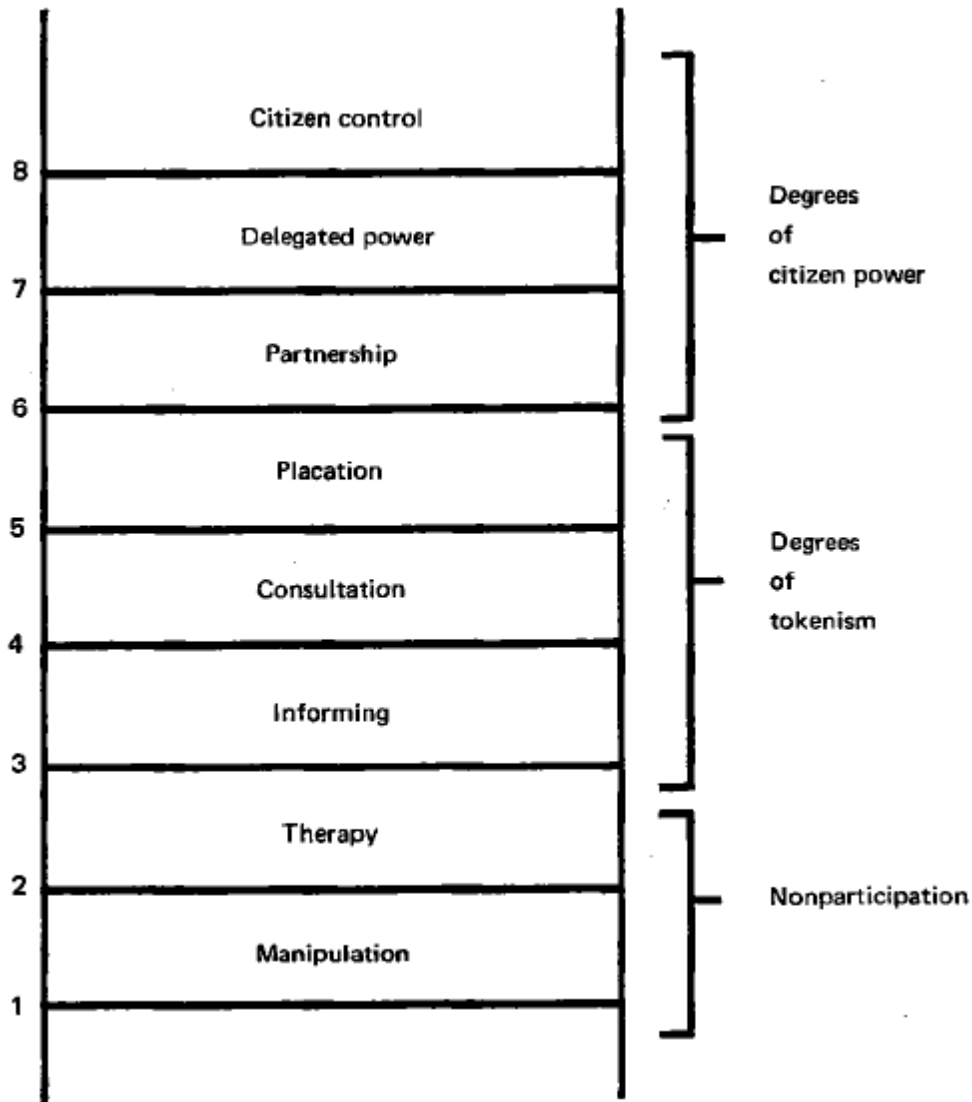 Citizen control
8
Delegated power
7
Partnership
6
Placation
5
Consultation
4
Informing
3
Therapy
2
Manipulation
1
Degrees
of
citizen power
Degrees
of
tokenism
Nonparticipation